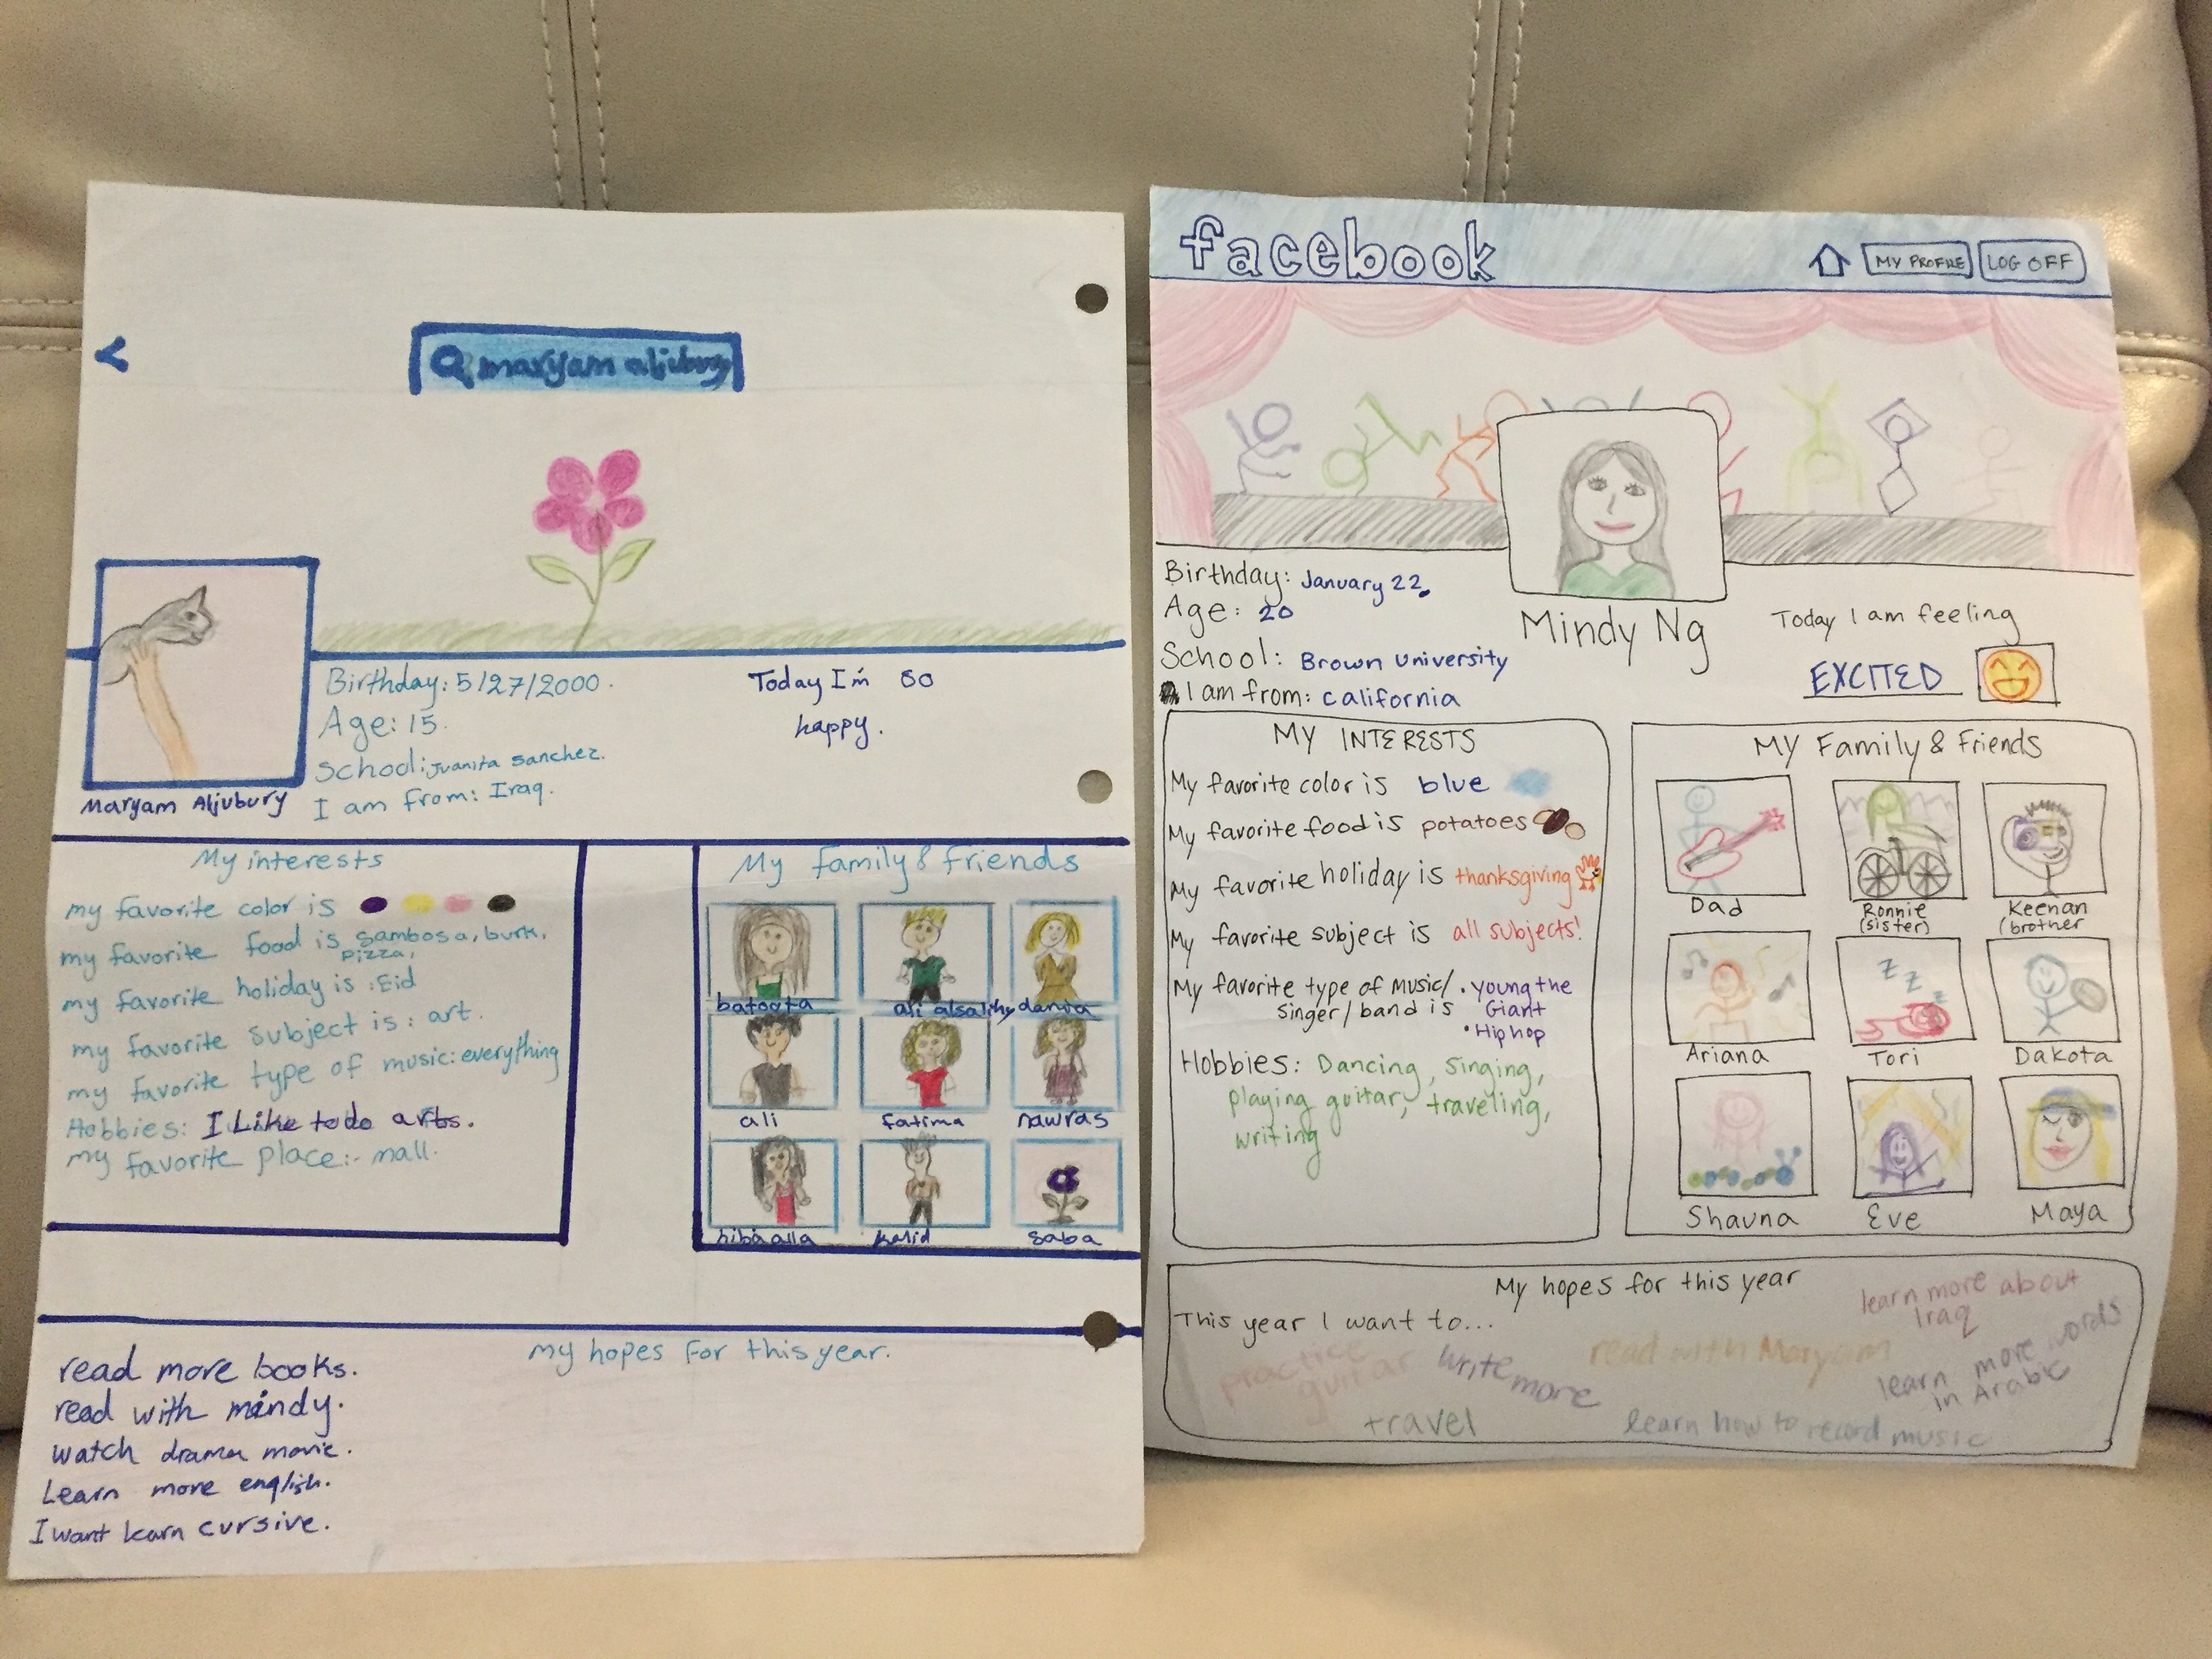 maryam aljubury
Maryam Aljubury
Birthday: 5/27/2000.
Age: 15.
School: Juanita Sanchez.
I am from: Iraq.
Today I'm so
happy.
My interests
my favorite color is
my favorite food is sambosa, burk,
pizza,
my favorite holiday is : Eid
my favorite subject is : art.
my favorite type of music: everything
Hobbies: I Like to do arts.
my favorite place:- mall.
My family & friends
batoota
ali alsalihy
dania
ali
fatima
nawras
hibaalla
kalid
saba
my hopes for this year.
read more books.
read with mindy.
watch drama movie.
Learn more english.
I want learn cursive.
facebook
MY PROFILE
LOG OFF
Birthday: January 22.
Age: 20
School: Brown University
I am from: California
Mindy Ng
Today I am feeling
EXCITED
MY INTERESTS
My favorite color is blue
My favorite food is potatoes
My favorite holiday is thanksgiving
My favorite subject is all subjects!
My favorite type of music/ • young the
singer/band is Giant
• Hip hop
Hobbies: Dancing, singing,
playing guitar, traveling,
writing
MY Family & Friends
Dad
Ronnie
(sister)
Keenan
(brother
Ariana
Tori
Dakota
Z Z Z
Shauna
Eve
Maya
My hopes for this year
This year I want to...
learn more about
Iraq
practice
guitar
write
more
read with Maryam
learn more words
in Arabic
travel
learn how to record music